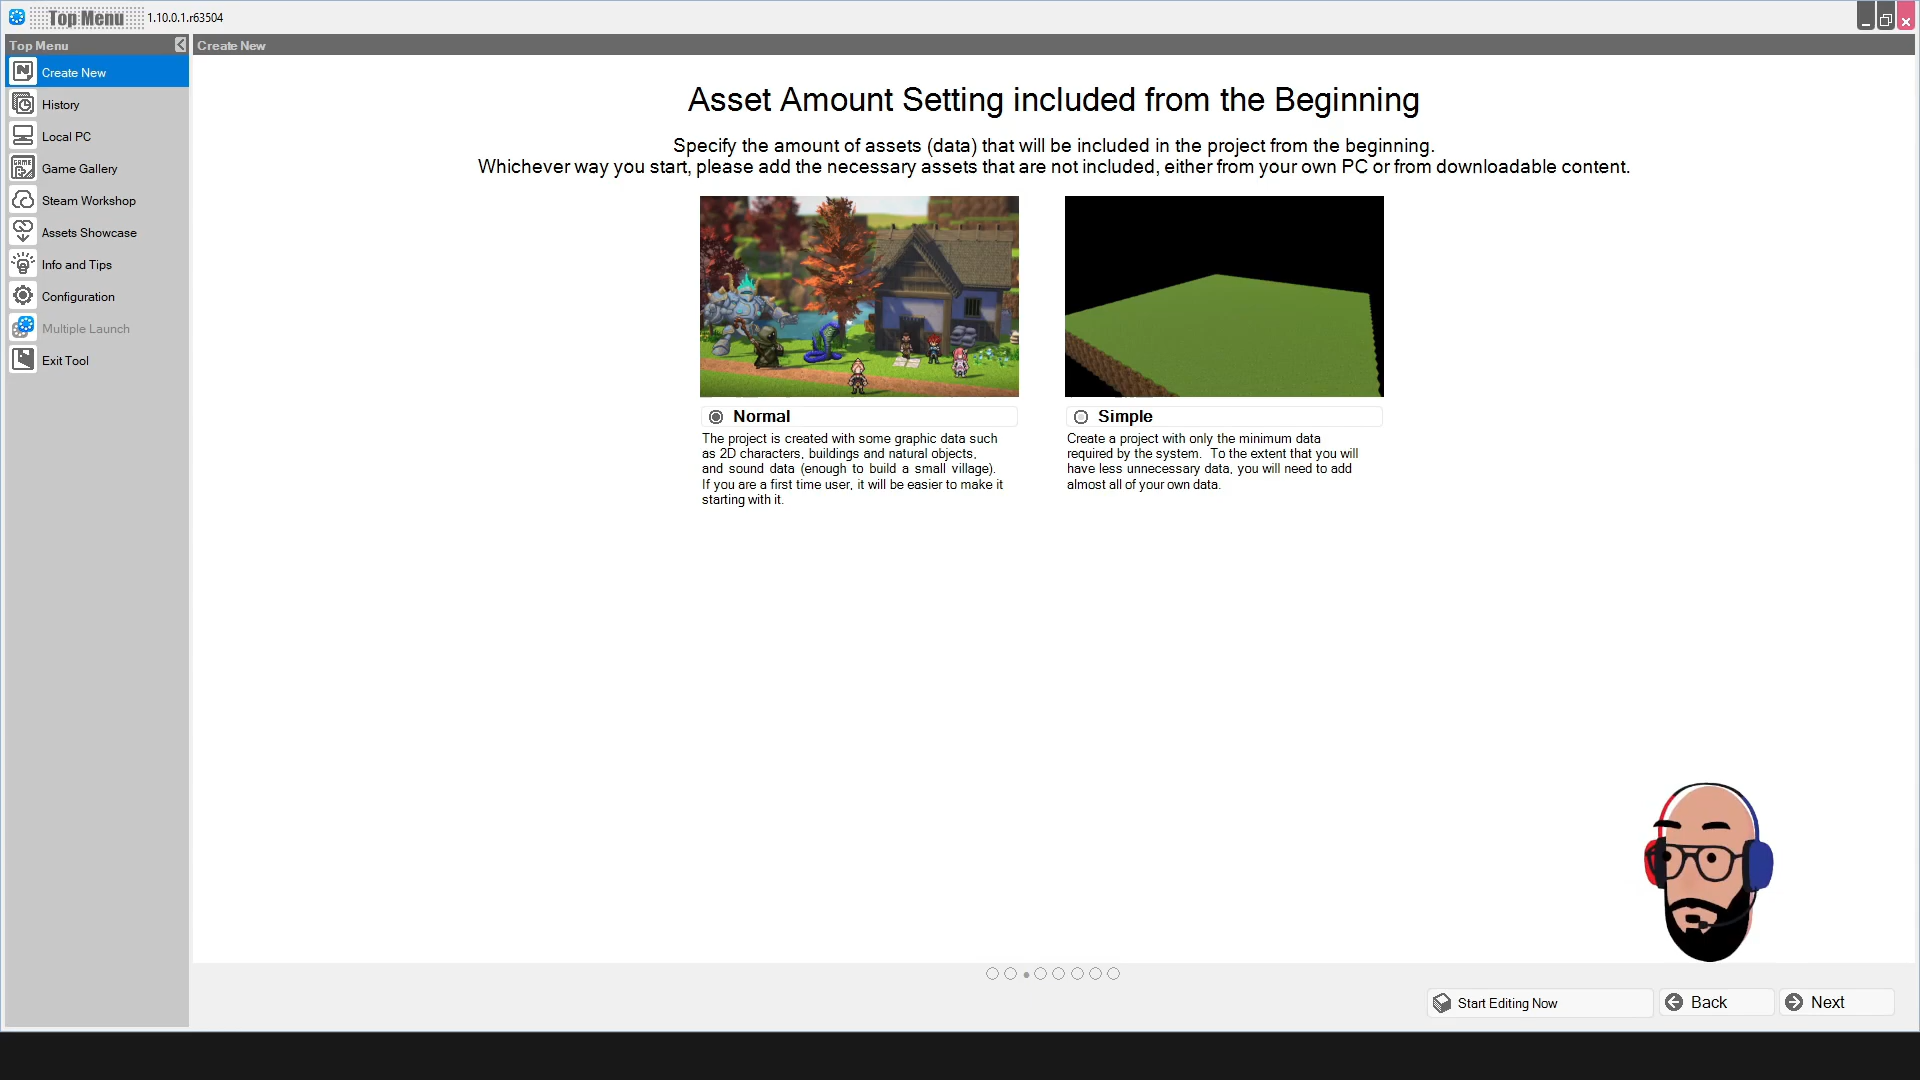 Top Menu 1.10.0.1.r63504
Top Menu
Create New
Create New
History
Local PC
Game Gallery
Steam Workshop
Assets Showcase
Info and Tips
Configuration
Multiple Launch
Exit Tool
Asset Amount Setting included from the Beginning
Specify the amount of assets (data) that will be included in the project from the beginning.
Whichever way you start, please add the necessary assets that are not included, either from your own PC or from downloadable content.
Normal
The project is created with some graphic data such
as 2D characters, buildings and natural objects,
and sound data (enough to build a small village).
If you are a first time user, it will be easier to make it
starting with it.
Simple
Create a project with only the minimum data
required by the system. To the extent that you will
have less unnecessary data, you will need to add
almost all of your own data.
Start Editing Now
Back
Next